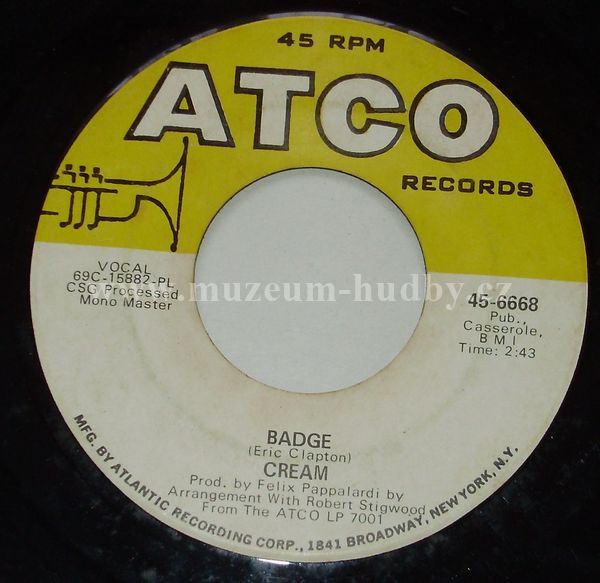 45 RPM
ATCO
RECORDS
VOCAL
69C-15882-PL
CSG Processed
Mono Master
www.muzeum-hudby.cz
45-6668
Pub.,
Casserole,
B M I
Time: 2:43
BADGE
(Eric Clapton)
CREAM
Prod. by Felix Pappalardi by
Arrangement With Robert Stigwood
From The ATCO LP 7001
MFG. BY ATLANTIC RECORDING CORP., 1841 BROADWAY, NEW YORK, N.Y.